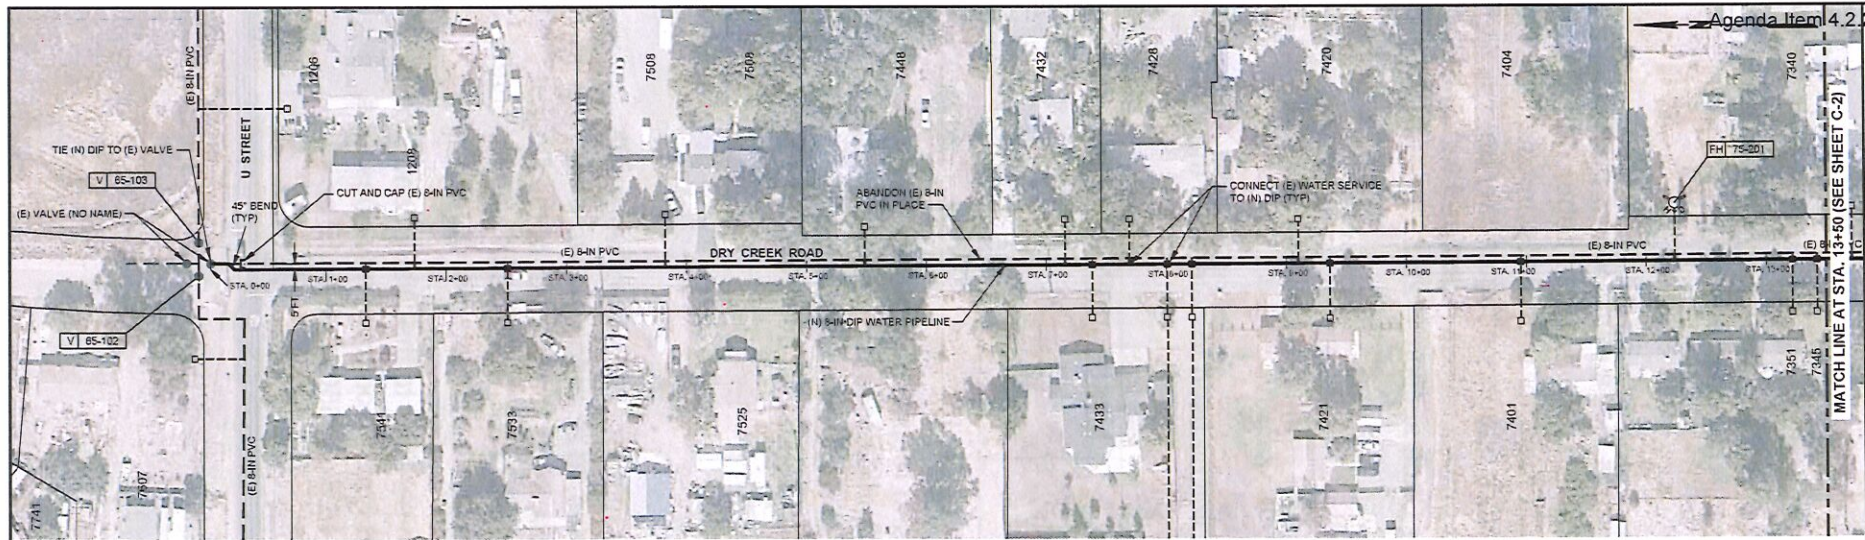 Agenda Item 4.2.
(E) 8-IN PVC
1206
7508
7508
7448
7432
7428
7420
7404
7340
U STREET
TIE (N) DIP TO (E) VALVE
V 65-103
(E) VALVE (NO NAME)
45° BEND
(TYP)
CUT AND CAP (E) 8-IN PVC
1208
ABANDON (E) 8-IN
PVC IN PLACE
CONNECT (E) WATER SERVICE
TO (N) DIP (TYP)
FH 75-201
MATCH LINE AT STA. 13+50 (SEE SHEET C-2)
(E) 8-IN PVC
DRY CREEK ROAD
(E) 8-IN PVC
STA. 0+00
STA. 1+00
STA. 2+00
STA. 3+00
STA. 4+00
STA. 5+00
STA. 6+00
STA. 7+00
STA. 8+00
STA. 9+00
STA. 10+00
STA. 11+00
STA. 12+00
STA. 13+00
5 FT
(N) 8-IN DIP WATER PIPELINE
V 65-102
7741
7607
(E) 8-IN PVC
7541
7533
7525
7433
7421
7401
7351
7345